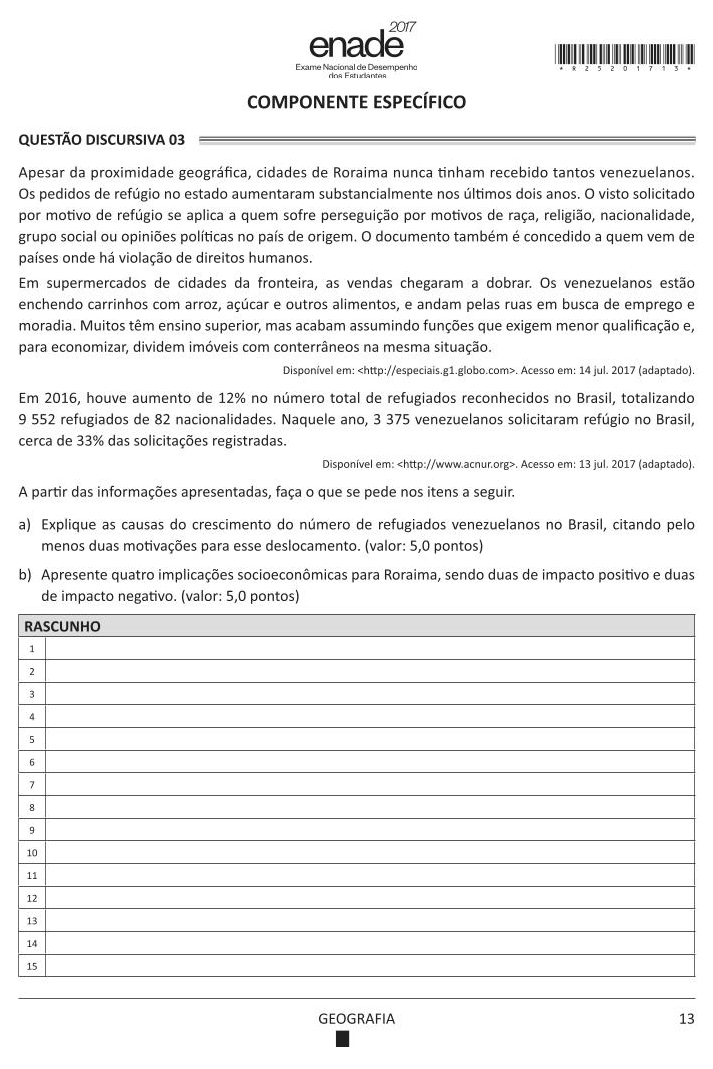 2017
enade
Exame Nacional de Desempenho
dos Estudantes
* R 2 5 2 0 1 7 1 3 *
COMPONENTE ESPECÍFICO
QUESTÃO DISCURSIVA 03
Apesar da proximidade geográfica, cidades de Roraima nunca tinham recebido tantos venezuelanos.
Os pedidos de refúgio no estado aumentaram substancialmente nos últimos dois anos. O visto solicitado
por motivo de refúgio se aplica a quem sofre perseguição por motivos de raça, religião, nacionalidade,
grupo social ou opiniões políticas no país de origem. O documento também é concedido a quem vem de
países onde há violação de direitos humanos.
Em supermercados de cidades da fronteira, as vendas chegaram a dobrar. Os venezuelanos estão
enchendo carrinhos com arroz, açúcar e outros alimentos, e andam pelas ruas em busca de emprego e
moradia. Muitos têm ensino superior, mas acabam assumindo funções que exigem menor qualificação e,
para economizar, dividem imóveis com conterrâneos na mesma situação.
Disponível em: <http://especiais.g1.globo.com>. Acesso em: 14 jul. 2017 (adaptado).
Em 2016, houve aumento de 12% no número total de refugiados reconhecidos no Brasil, totalizando
9 552 refugiados de 82 nacionalidades. Naquele ano, 3 375 venezuelanos solicitaram refúgio no Brasil,
cerca de 33% das solicitações registradas.
Disponível em: <http://www.acnur.org>. Acesso em: 13 jul. 2017 (adaptado).
A partir das informações apresentadas, faça o que se pede nos itens a seguir.
a) Explique as causas do crescimento do número de refugiados venezuelanos no Brasil, citando pelo
menos duas motivações para esse deslocamento. (valor: 5,0 pontos)
b) Apresente quatro implicações socioeconômicas para Roraima, sendo duas de impacto positivo e duas
de impacto negativo. (valor: 5,0 pontos)
RASCUNHO
1
2
3
4
5
6
7
8
9
10
11
12
13
14
15
GEOGRAFIA
13